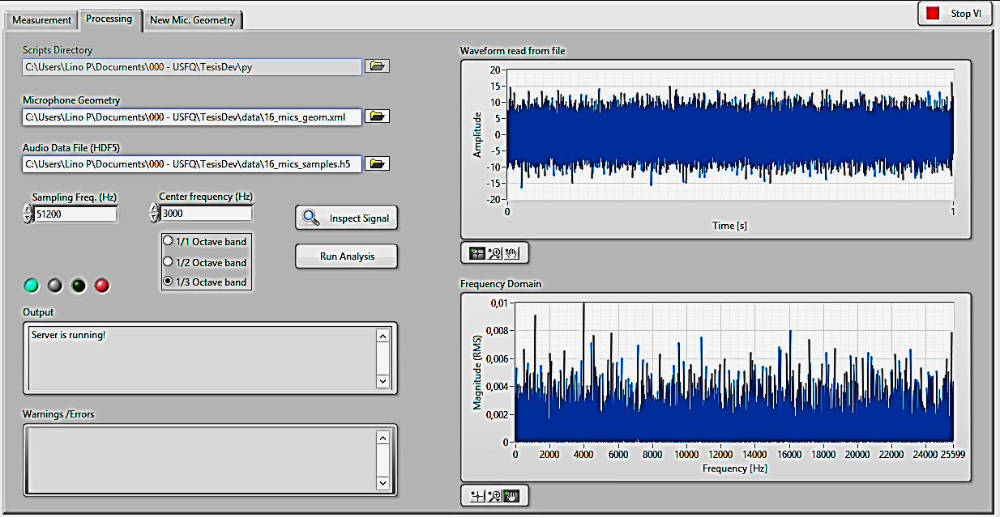 Measurement
Processing
New Mic. Geometry
Stop VI
Scripts Directory
C:\Users\Lino P\Documents\000 - USFQ\TesisDev\py
Microphone Geometry
C:\Users\Lino P\Documents\000 - USFQ\TesisDev\data\16_mics_geom.xml
Audio Data File (HDF5)
C:\Users\Lino P\Documents\000 - USFQ\TesisDev\data\16_mics_samples.h5
Sampling Freq. (Hz)
51200
Center frequency (Hz)
3000
1/1 Octave band
1/2 Octave band
1/3 Octave band
Inspect Signal
Run Analysis
Output
Server is running!
Warnings /Errors
Waveform read from file
Amplitude
20
15
10
5
0
-5
-10
-15
-20
0
1
Time [s]
Frequency Domain
Magnitude (RMS)
0,01
0,008
0,006
0,004
0,002
0
0 2000 4000 6000 8000 10000 12000 14000 16000 18000 20000 22000 24000 25599
Frequency [Hz]